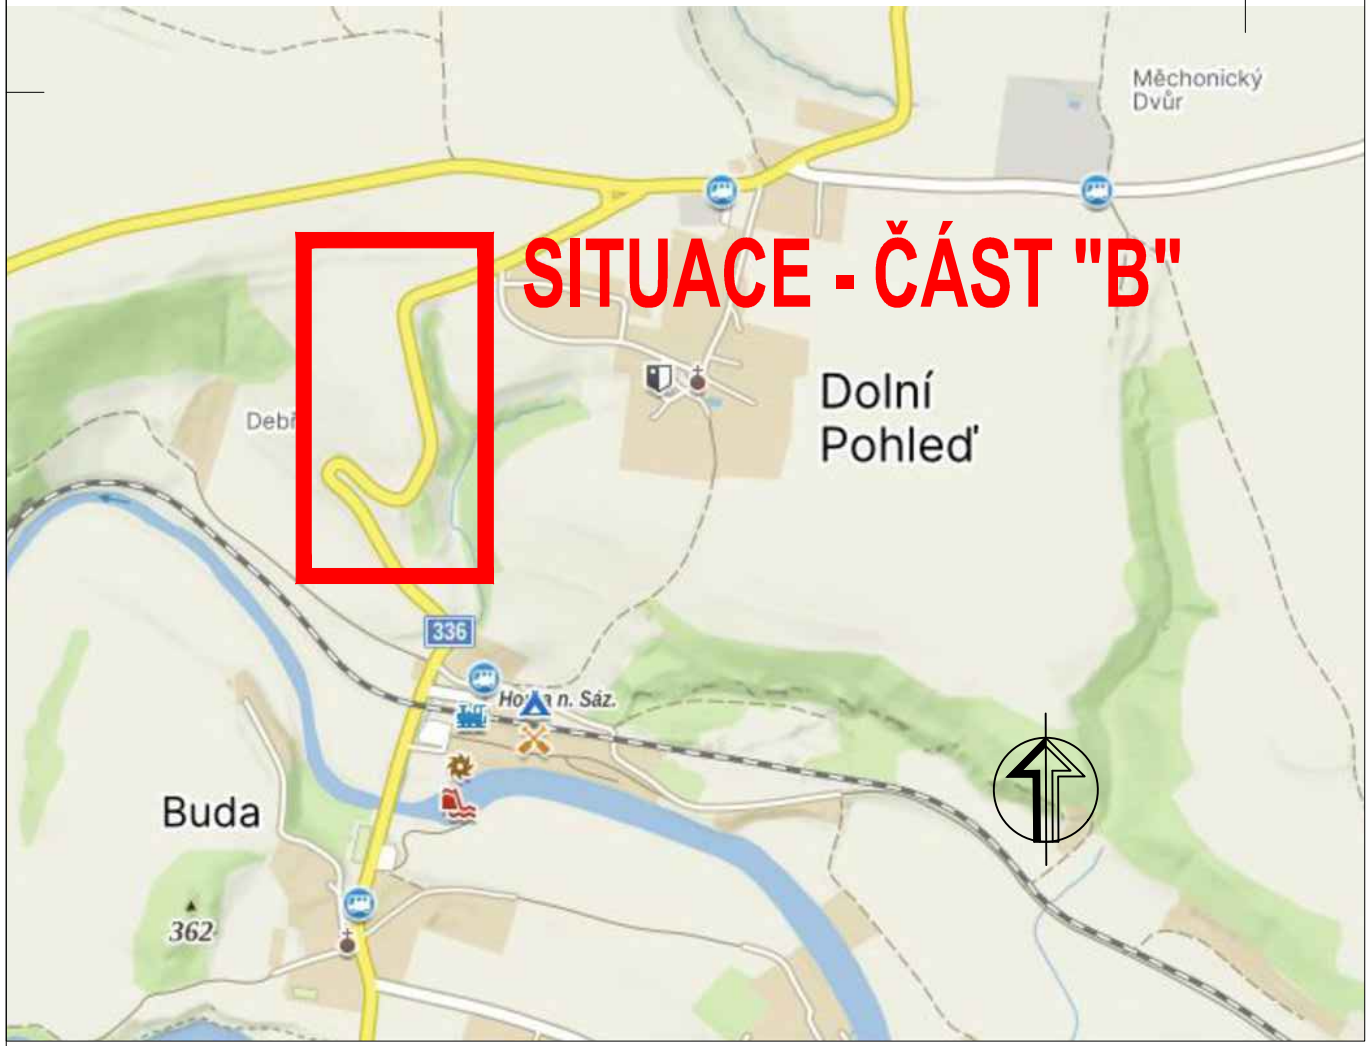 Měchonický
Dvůr
SITUACE - ČÁST "B"
Dolní
Pohleď
336
n. Sáz.
Buda
362